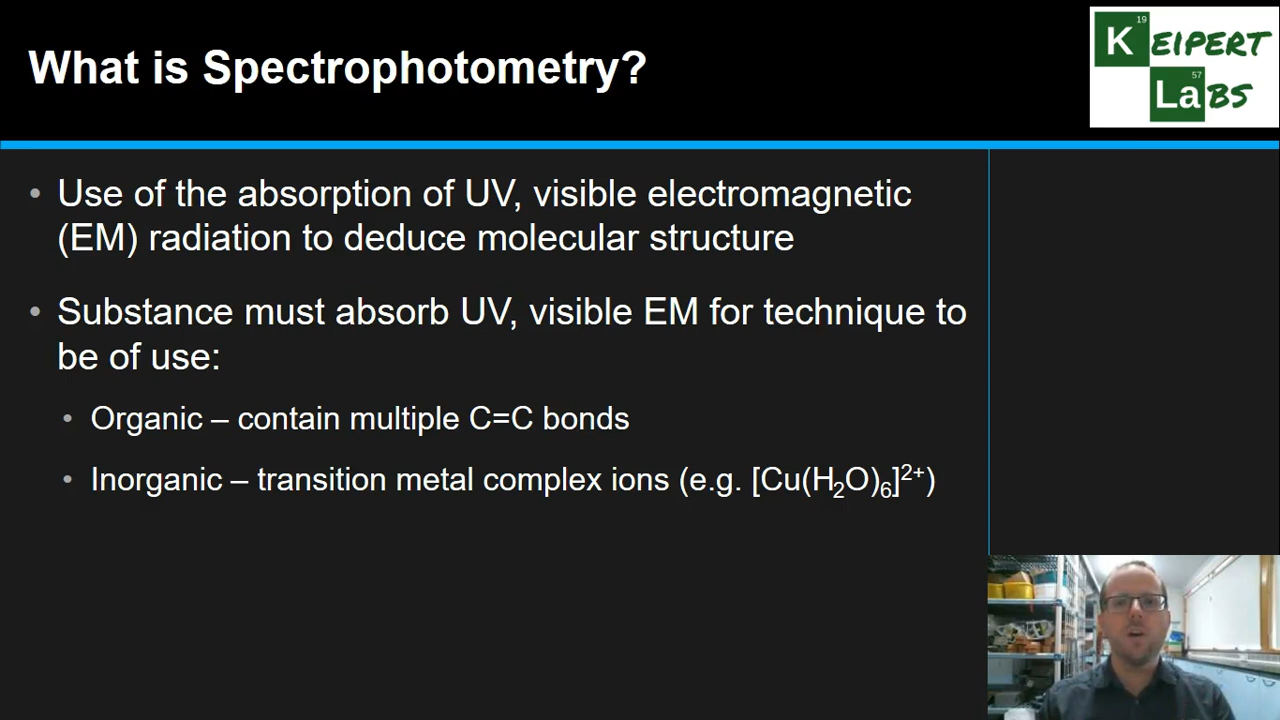 What is Spectrophotometry?
19
K EIPERT
57
LaBS
• Use of the absorption of UV, visible electromagnetic
(EM) radiation to deduce molecular structure
• Substance must absorb UV, visible EM for technique to
be of use:
• Organic – contain multiple C=C bonds
• Inorganic – transition metal complex ions (e.g. [Cu(H₂O)₆]²⁺)